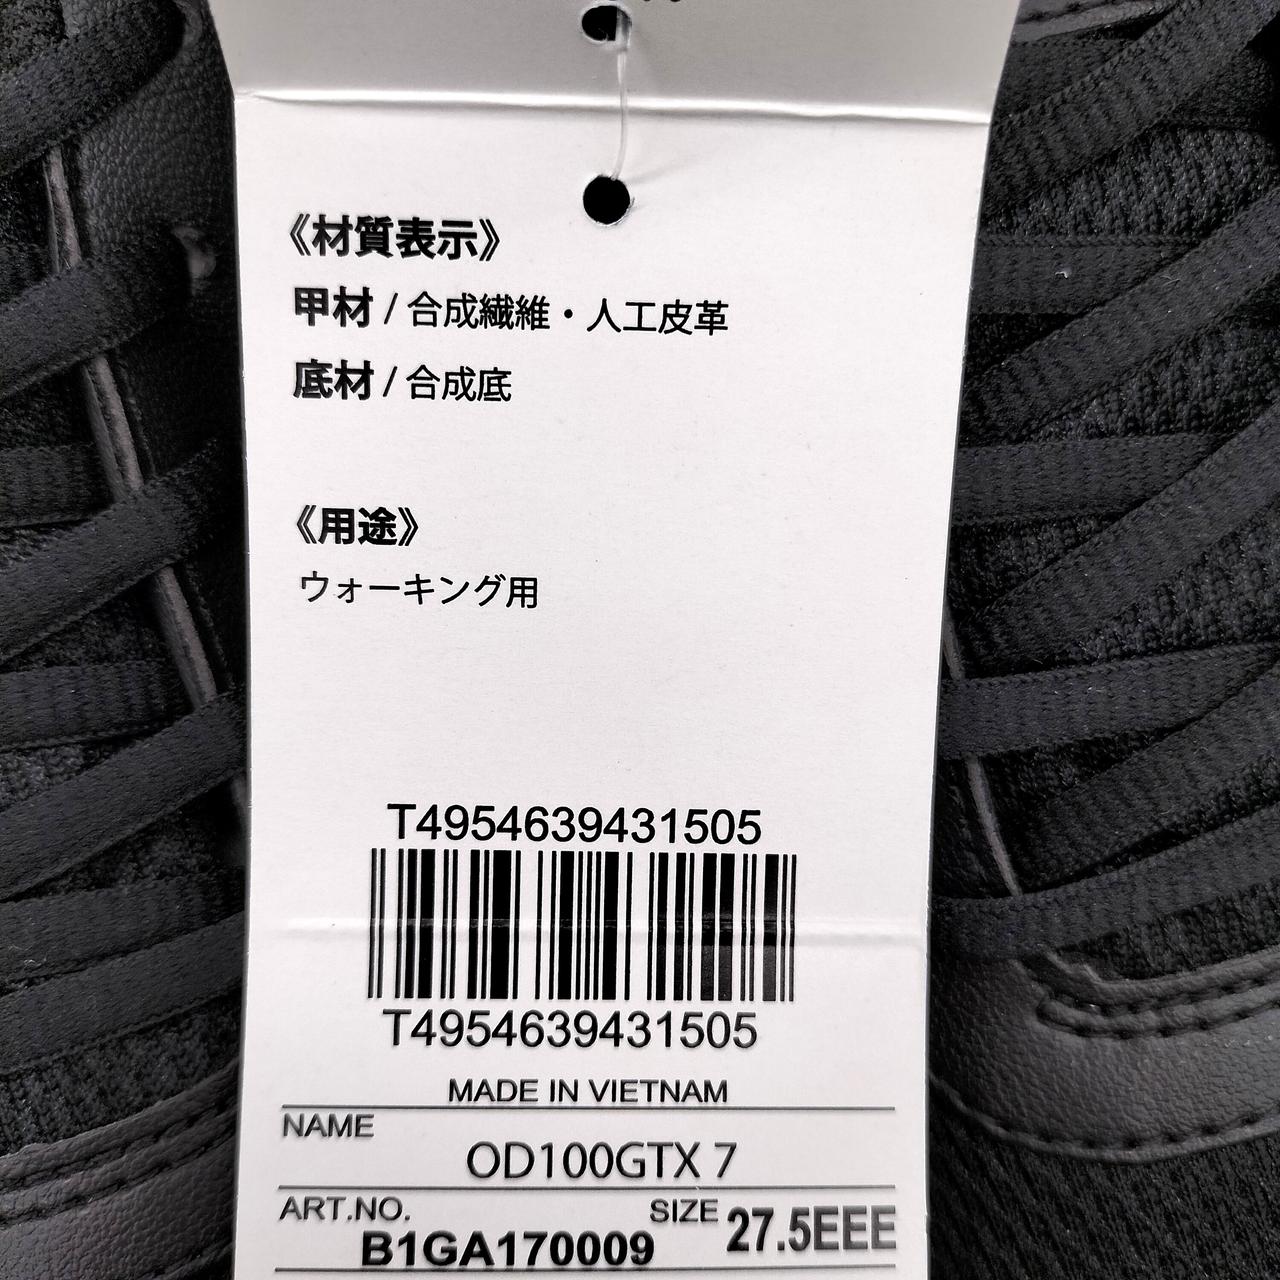 《材質表示》
甲材 / 合成繊維・人工皮革
底材 / 合成底
《用途》
ウォーキング用
T4954639431505
T4954639431505
MADE IN VIETNAM
NAME
OD100GTX 7
ART.NO.
B1GA170009
SIZE 27.5EEE